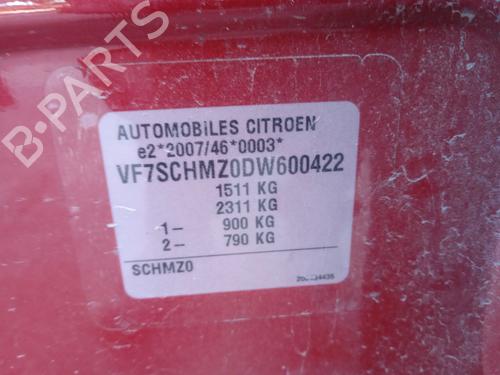 B-PARTS
AUTOMOBILES CITROEN
e2*2007/46*0003*
VF7SCHMZ0DW600422
1511 KG
2311 KG
1- 900 KG
2- 790 KG
SCHMZ0